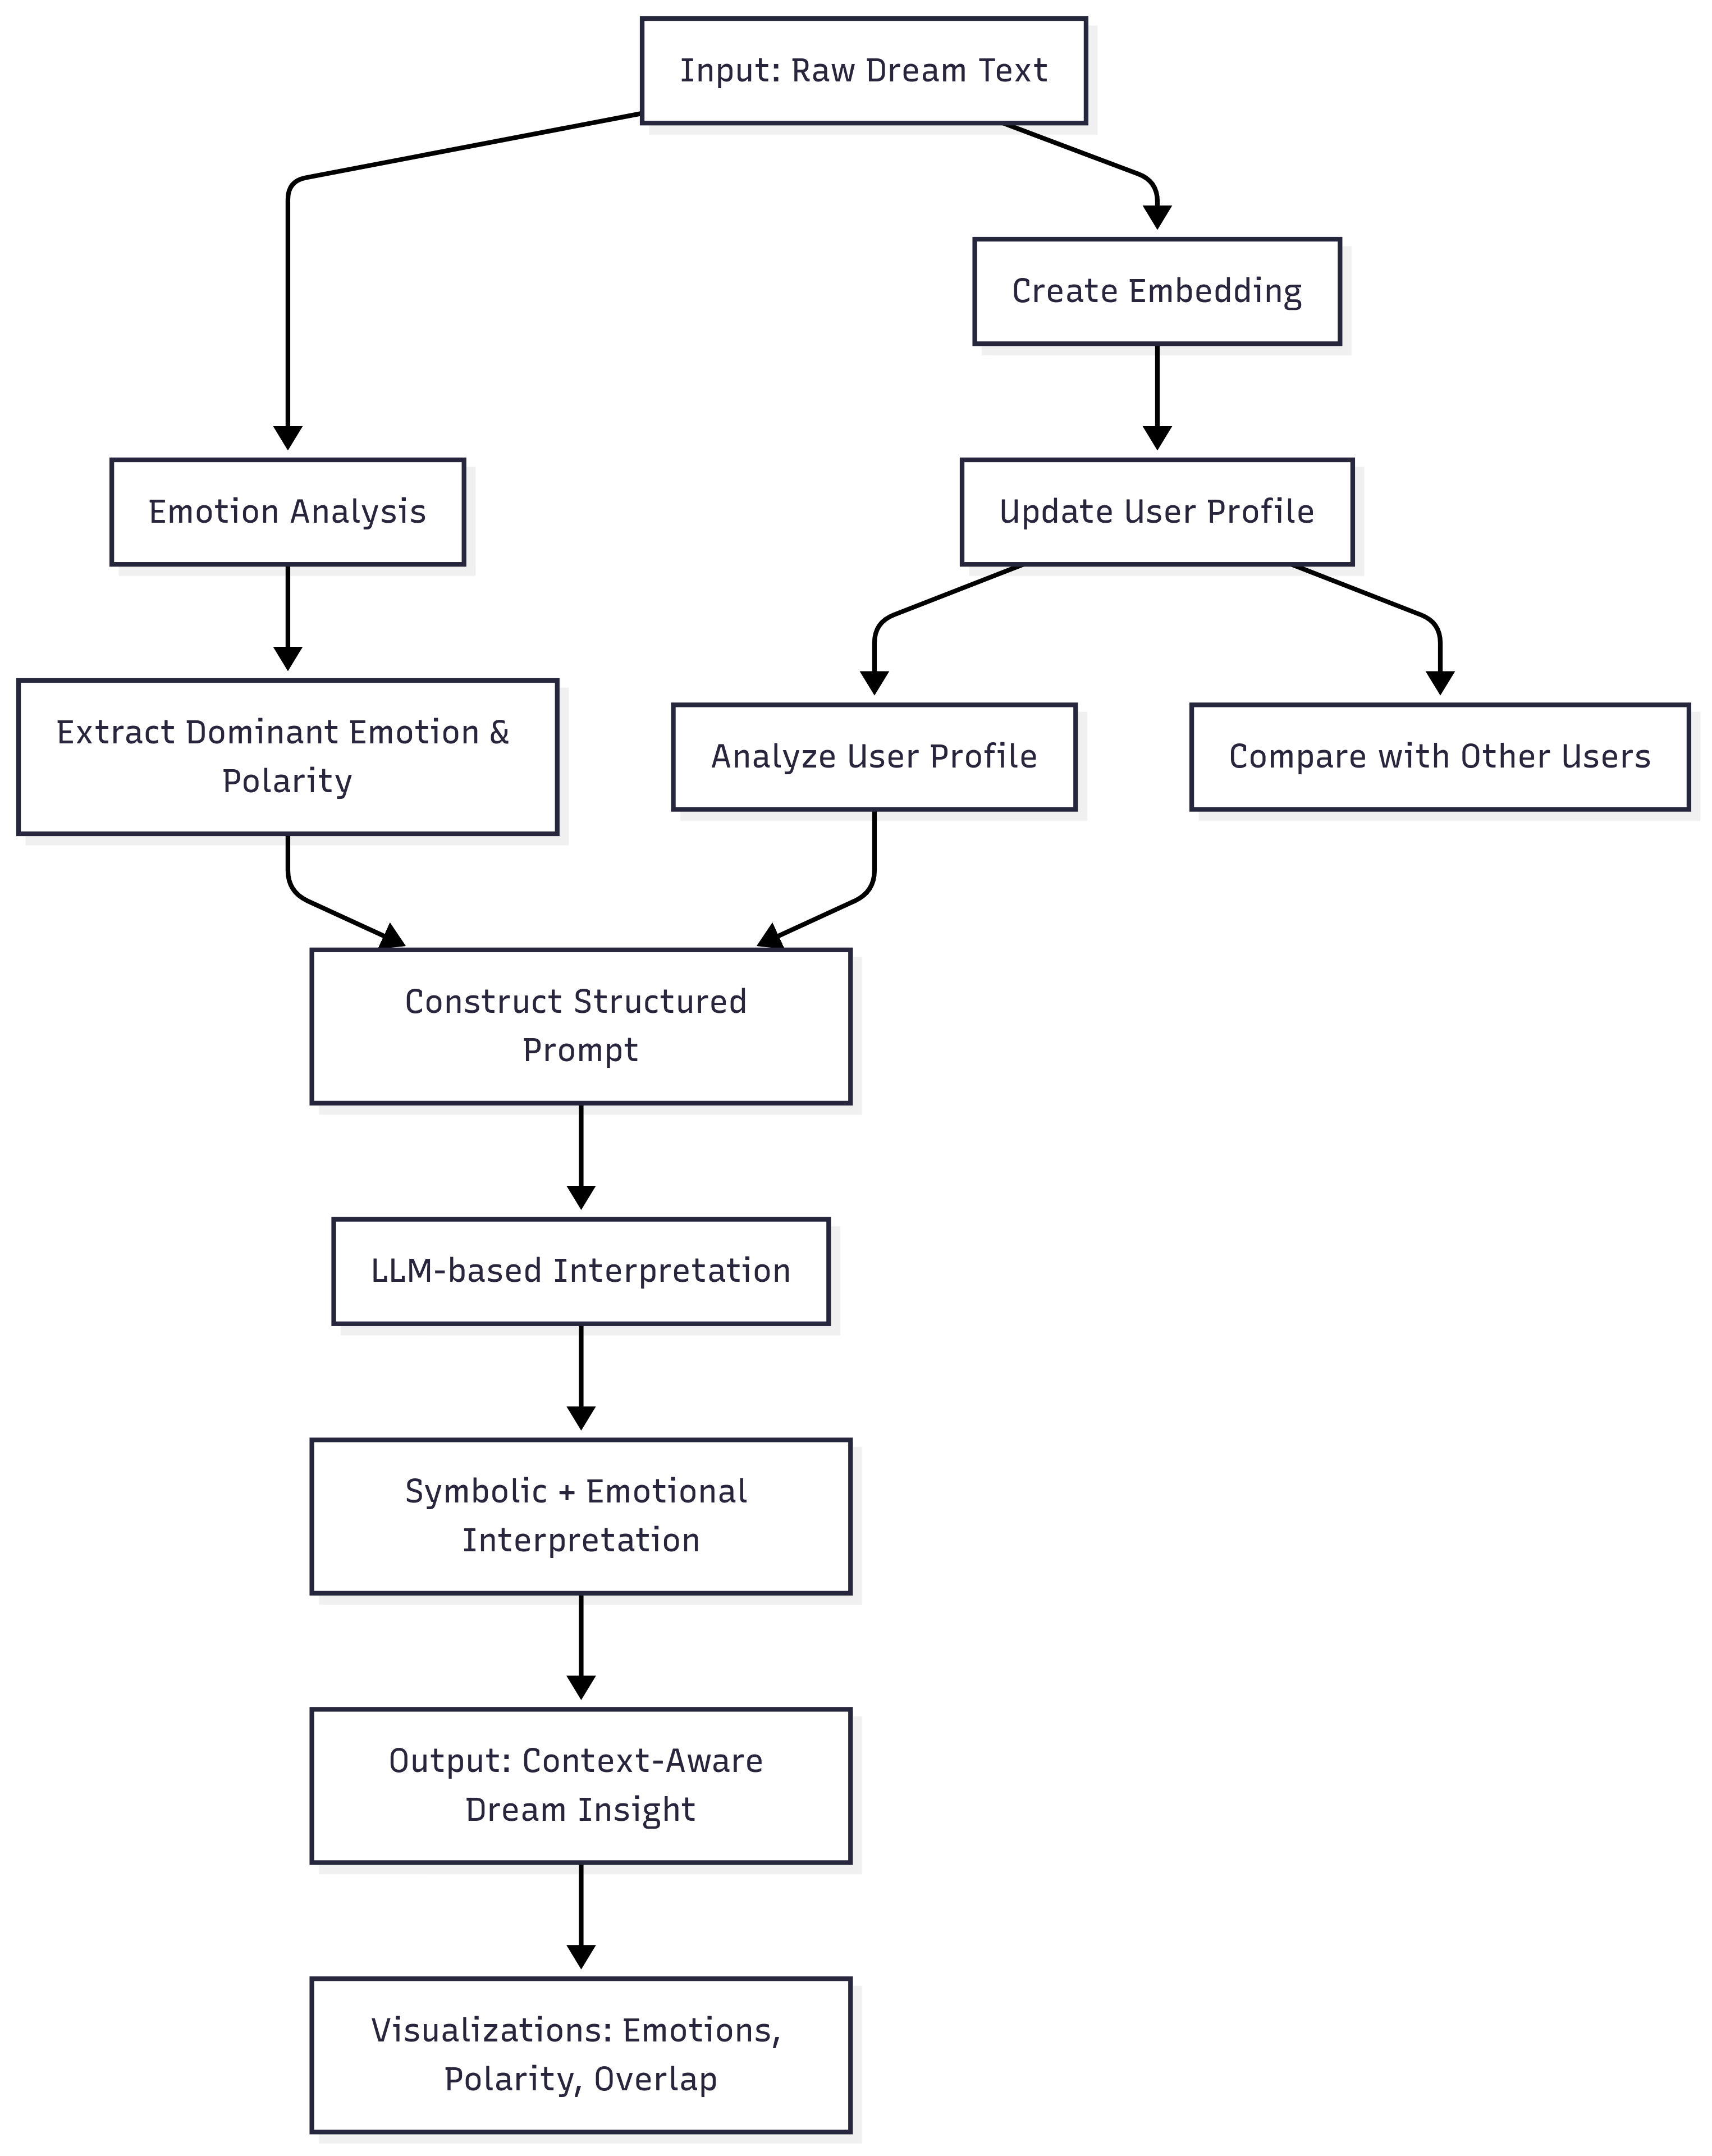 Input: Raw Dream Text
Create Embedding
Emotion Analysis
Update User Profile
Extract Dominant Emotion &
Polarity
Analyze User Profile
Compare with Other Users
Construct Structured
Prompt
LLM-based Interpretation
Symbolic + Emotional
Interpretation
Output: Context-Aware
Dream Insight
Visualizations: Emotions,
Polarity, Overlap